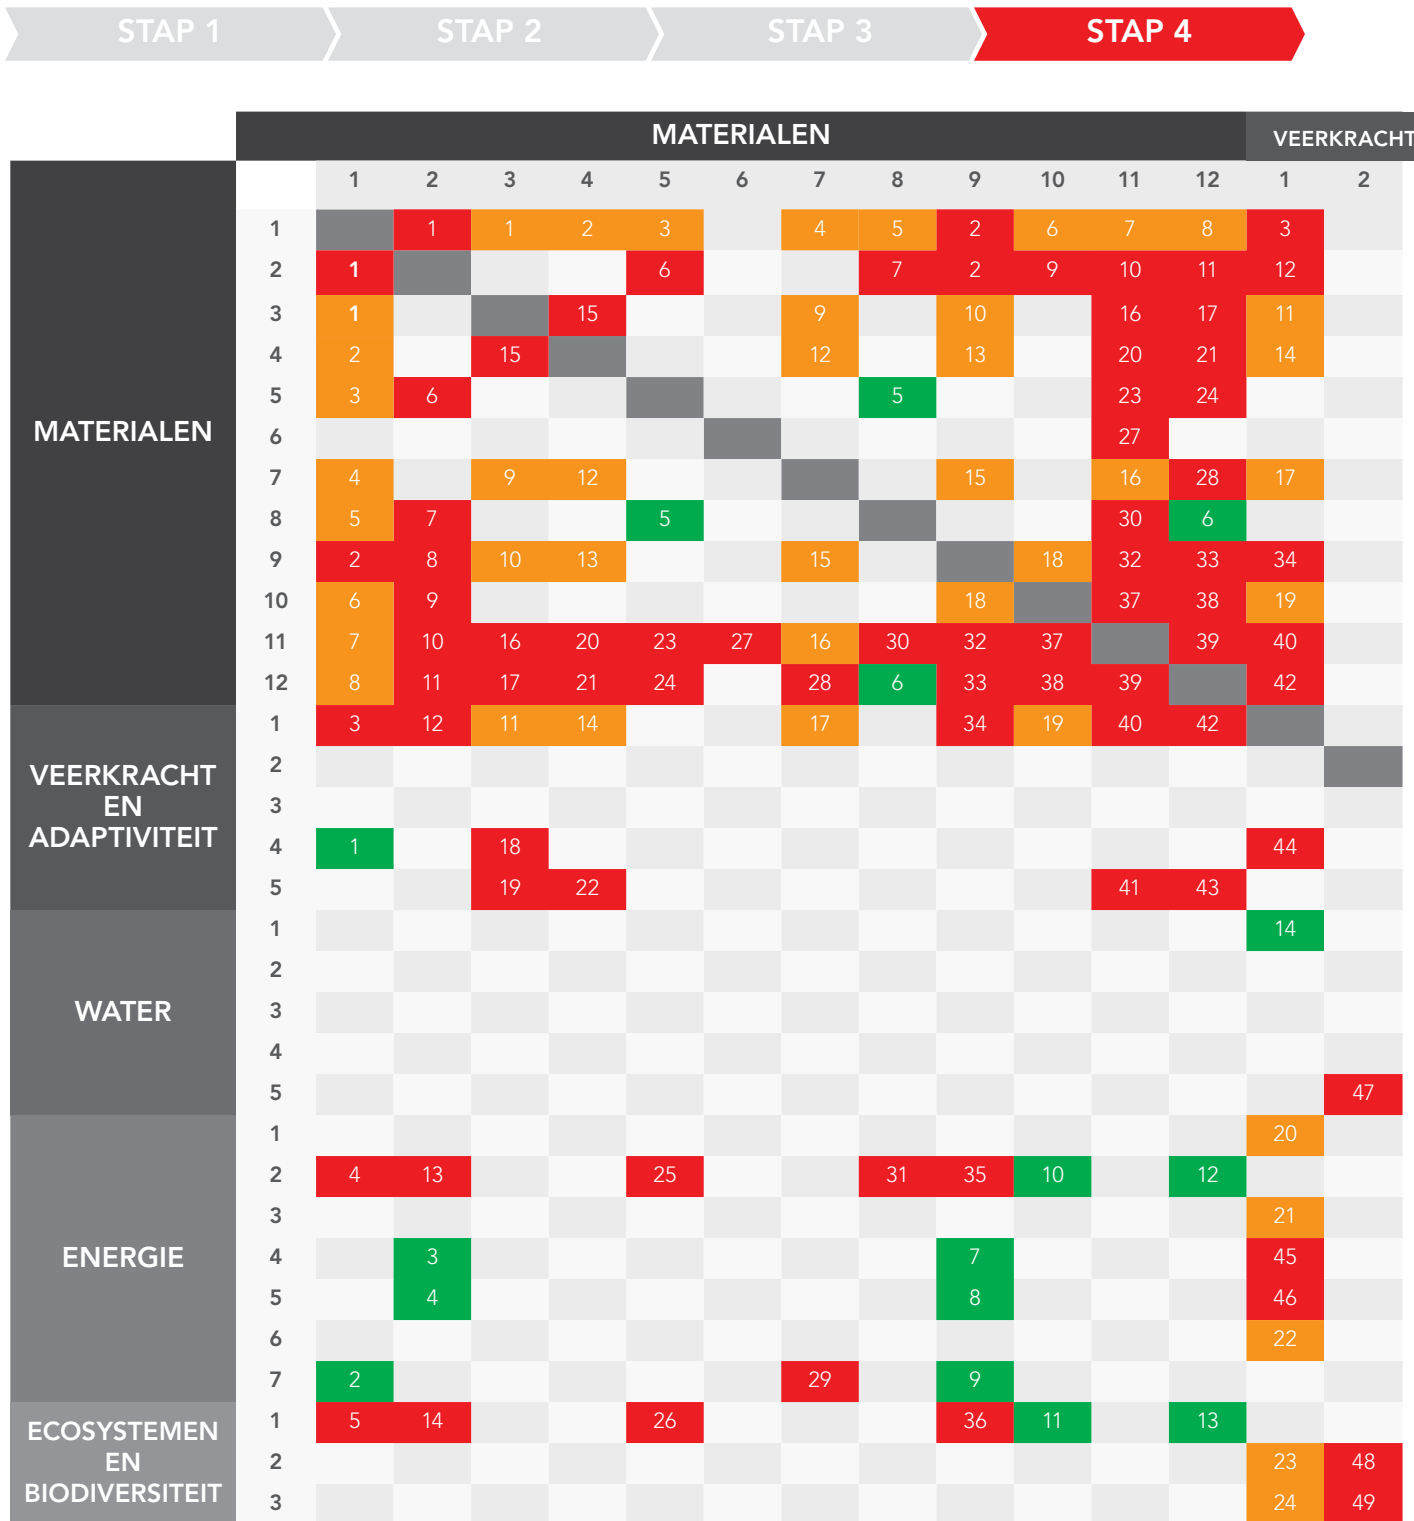 STAP 1 STAP 2 STAP 3 STAP 4
MATERIALEN VEERKRACHT
1 2 3 4 5 6 7 8 9 10 11 12 1 2
MATERIALEN
1 1 1 2 3 4 5 2 6 7 8 3
2 1 6 7 2 9 10 11 12
3 1 15 9 10 16 17 11
4 2 15 12 13 20 21 14
5 3 6 5 23 24
6 27
7 4 9 12 15 16 28 17
8 5 7 5 30 6
9 2 8 10 13 15 18 32 33 34
10 6 9 18 37 38 19
11 7 10 16 20 23 27 16 30 32 37 39 40
12 8 11 17 21 24 28 6 33 38 39 42
VEERKRACHT
EN
ADAPTIVITEIT
1 3 12 11 14 17 34 19 40 42
2
3
4 1 18 44
5 19 22 41 43
WATER
1 14
2
3
4
5 47
ENERGIE
1 20
2 4 13 25 31 35 10 12
3 21
4 3 7 45
5 4 8 46
6 22
7 2 29 9
ECOSYSTEMEN
EN
BIODIVERSITEIT
1 5 14 26 36 11 13
2 23 48
3 24 49